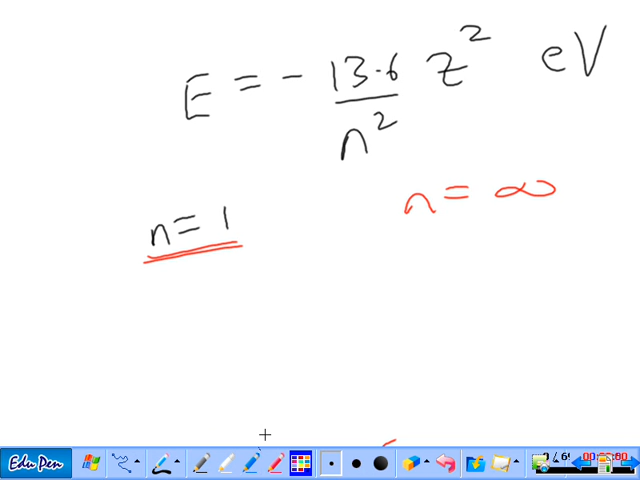 E = - 13.6/n² z² eV
n = ∞
n = 1
Edu Pen